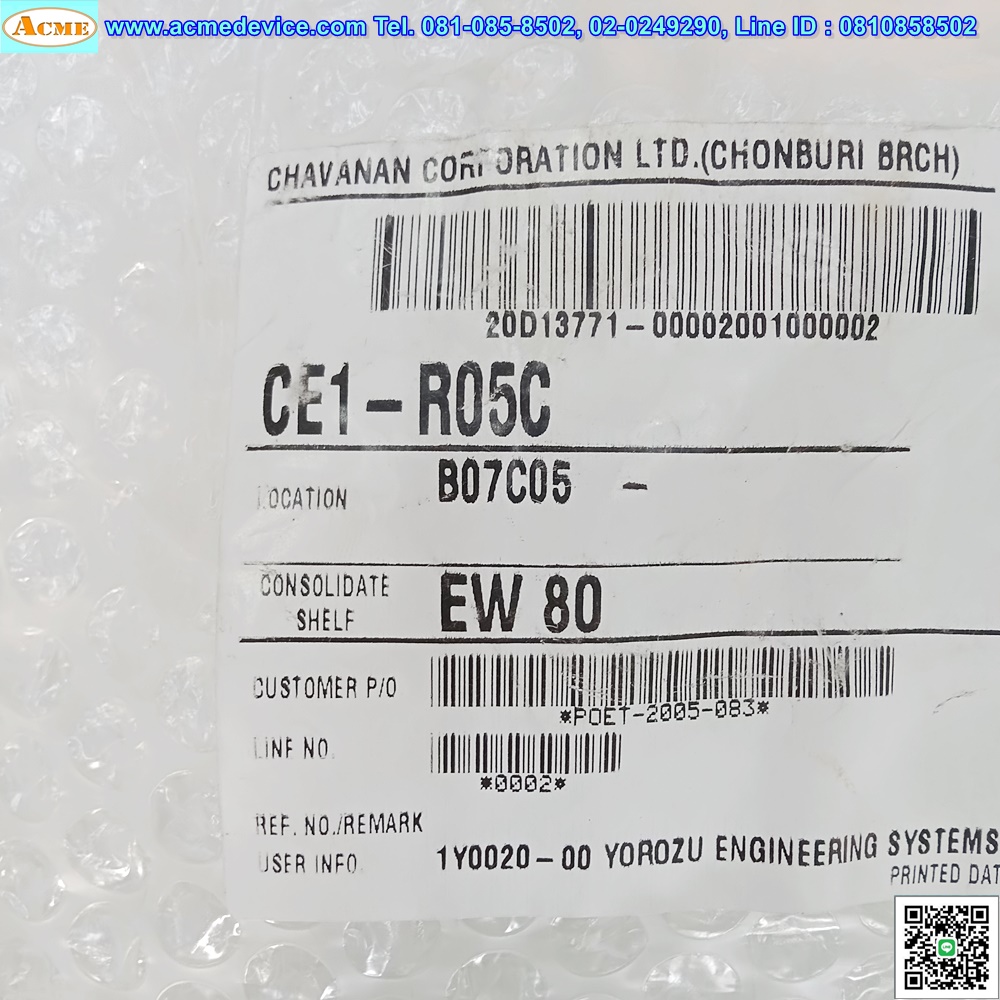 ACME www.acmedevice.com Tel. 081-085-8502, 02-0249290, Line ID : 0810858502
CHAVANAN CORPORATION LTD.(CHONBURI BRCH)
20D13771-00002001000002
CE1-R05C
LOCATION B07C05 -
CONSOLIDATE
SHELF EW 80
CUSTOMER P/O
*POET-2005-083*
LINE NO.
*0002*
REF. NO./REMARK
USER INFO. 1Y0020-00 YOROZU ENGINEERING SYSTEMS
PRINTED DAT